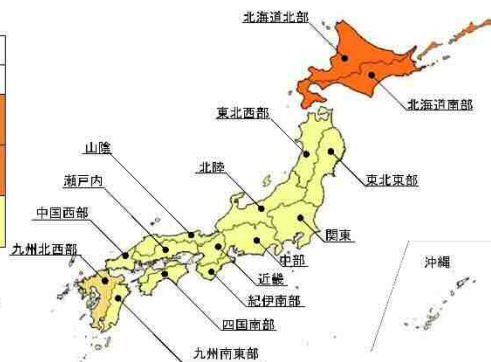 北海道北部
北海道南部
東北西部
山陰
北陸
東北東部
瀬戸内
中国西部
関東
中部
九州北西部
近畿
沖縄
紀伊南部
四国南部
九州南東部